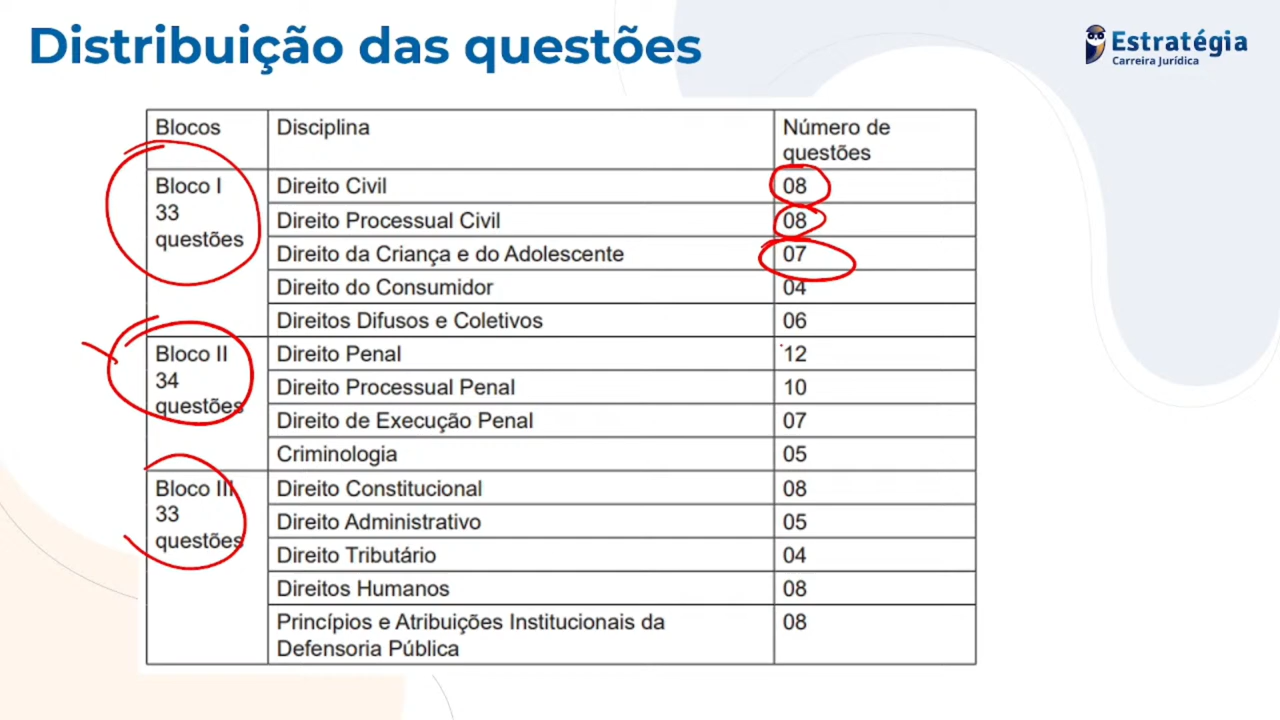 Distribuição das questões
Estratégia
Carreira Jurídica
Blocos Disciplina Número de
questões
Bloco I Direito Civil 08
33
questões
Direito Processual Civil 08
Direito da Criança e do Adolescente 07
Direito do Consumidor 04
Direitos Difusos e Coletivos 06
Bloco II Direito Penal 12
34
questões
Direito Processual Penal 10
Direito de Execução Penal 07
Criminologia 05
Bloco III Direito Constitucional 08
33
questões
Direito Administrativo 05
Direito Tributário 04
Direitos Humanos 08
Princípios e Atribuições Institucionais da 08
Defensoria Pública